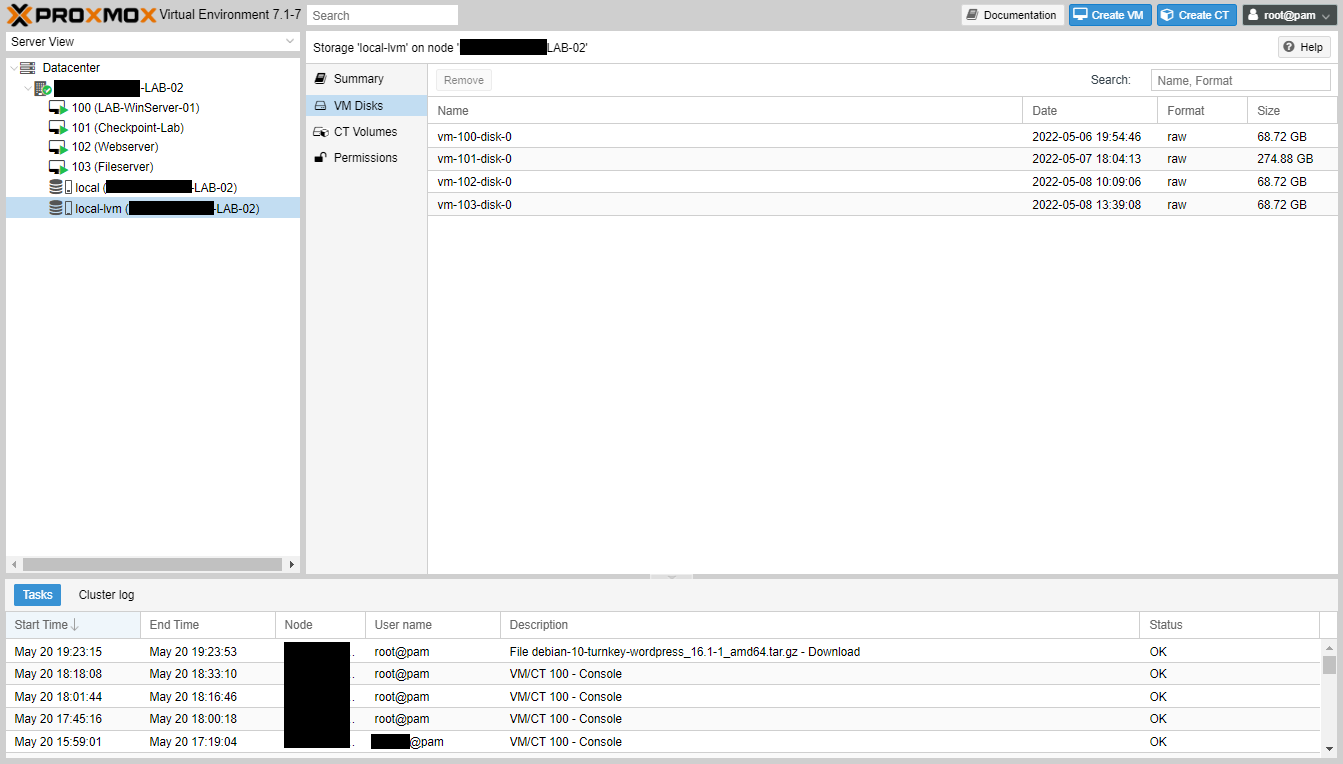 PROXMOX Virtual Environment 7.1-7 Search Documentation Create VM Create CT root@pam
Server View
Storage 'local-lvm' on node ' LAB-02' Help
Datacenter
-LAB-02
100 (LAB-WinServer-01)
101 (Checkpoint-Lab)
102 (Webserver)
103 (Fileserver)
local ( -LAB-02)
local-lvm ( -LAB-02)
Summary
VM Disks
CT Volumes
Permissions
Remove Search: Name, Format
Name Date Format Size
vm-100-disk-0 2022-05-06 19:54:46 raw 68.72 GB
vm-101-disk-0 2022-05-07 18:04:13 raw 274.88 GB
vm-102-disk-0 2022-05-08 10:09:06 raw 68.72 GB
vm-103-disk-0 2022-05-08 13:39:08 raw 68.72 GB
Tasks Cluster log
Start Time End Time Node User name Description Status
May 20 19:23:15 May 20 19:23:53 . root@pam File debian-10-turnkey-wordpress_16.1-1_amd64.tar.gz - Download OK
May 20 18:18:08 May 20 18:33:10 . root@pam VM/CT 100 - Console OK
May 20 18:01:44 May 20 18:16:46 . root@pam VM/CT 100 - Console OK
May 20 17:45:16 May 20 18:00:18 . root@pam VM/CT 100 - Console OK
May 20 15:59:01 May 20 17:19:04 . @pam VM/CT 100 - Console OK